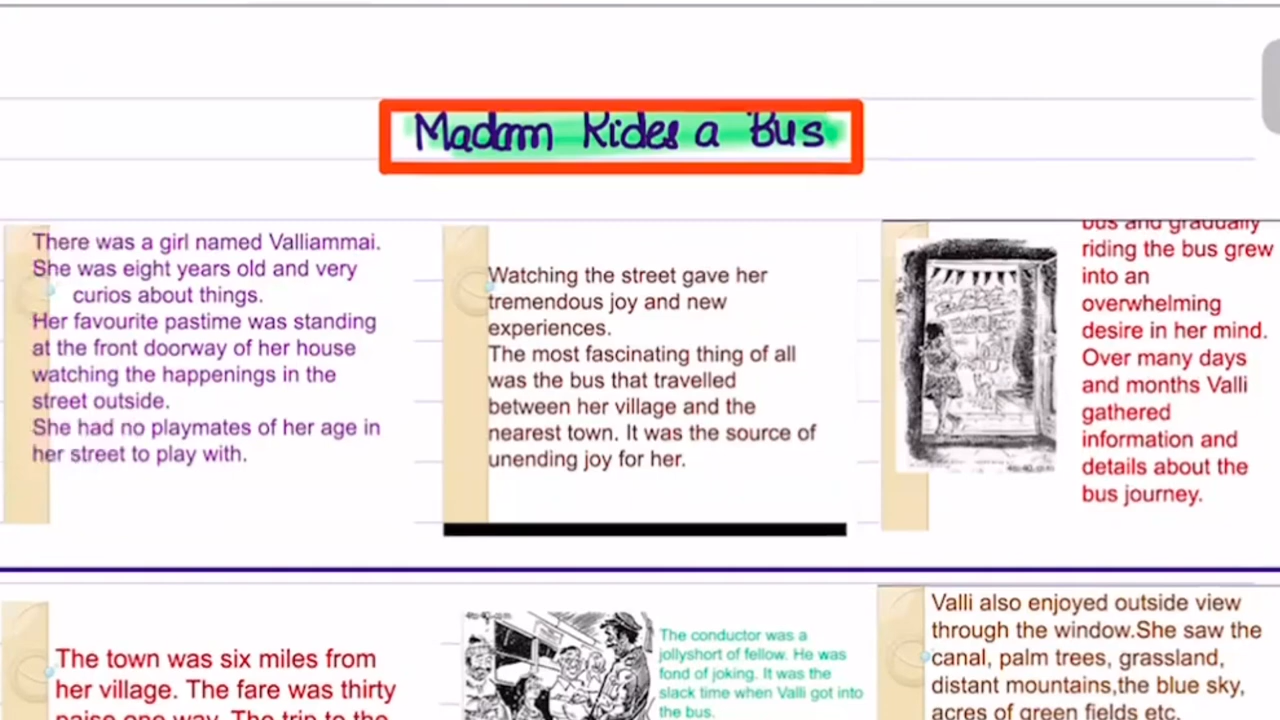 Madam Rides a Bus
There was a girl named Valliammai.
She was eight years old and very
curios about things.
Her favourite pastime was standing
at the front doorway of her house
watching the happenings in the
street outside.
She had no playmates of her age in
her street to play with.
Watching the street gave her
tremendous joy and new
experiences.
The most fascinating thing of all
was the bus that travelled
between her village and the
nearest town. It was the source of
unending joy for her.
bus and gradually
riding the bus grew
into an
overwhelming
desire in her mind.
Over many days
and months Valli
gathered
information and
details about the
bus journey.
The town was six miles from
her village. The fare was thirty
paise one way. The trip to the
The conductor was a
jollyshort of fellow. He was
fond of joking. It was the
slack time when Valli got into
the bus.
Valli also enjoyed outside view
through the window.She saw the
canal, palm trees, grassland,
distant mountains,the blue sky,
acres of green fields etc.